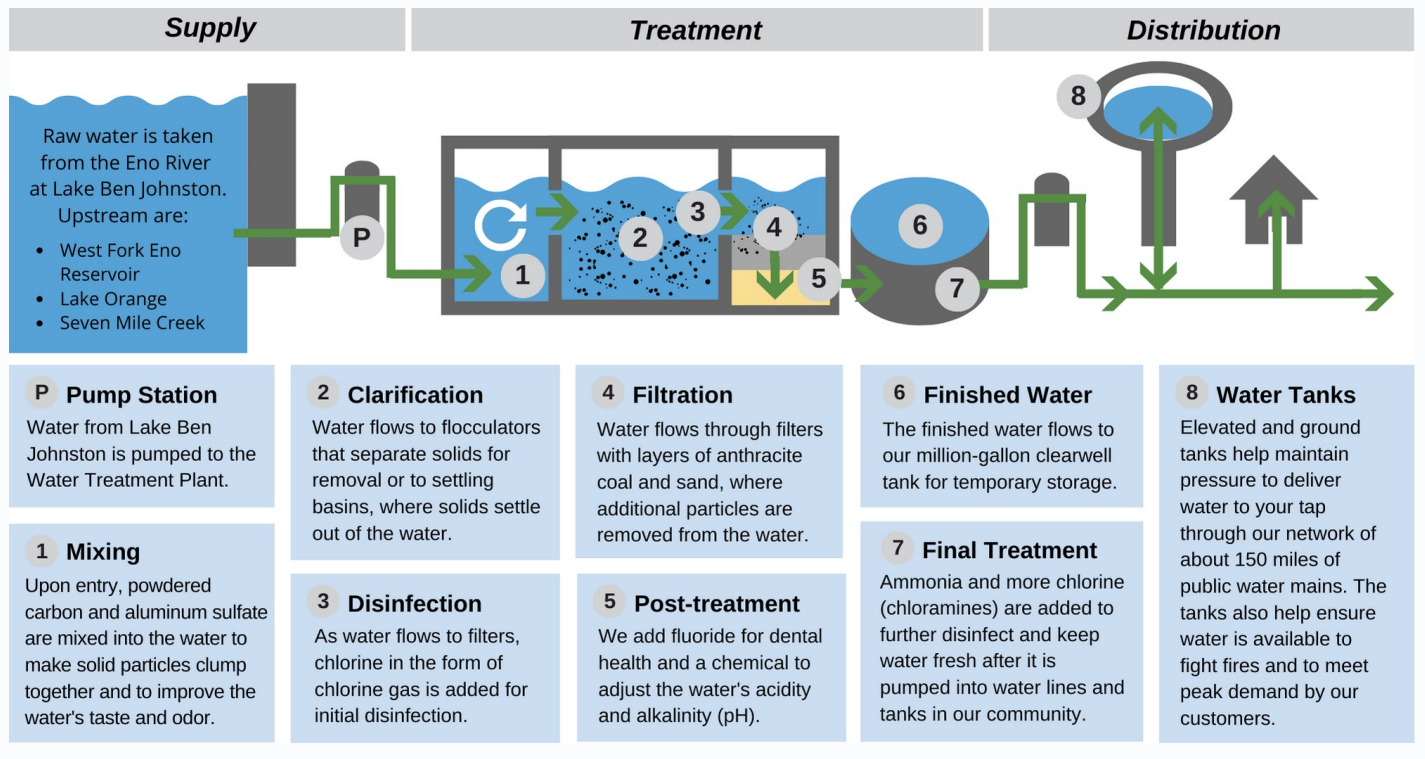 Supply
Treatment
Distribution
Raw water is taken
from the Eno River
at Lake Ben Johnston.
Upstream are:
• West Fork Eno
Reservoir
• Lake Orange
• Seven Mile Creek
P
1
2
3
4
5
6
7
8
P Pump Station
Water from Lake Ben
Johnston is pumped to the
Water Treatment Plant.
1 Mixing
Upon entry, powdered
carbon and aluminum sulfate
are mixed into the water to
make solid particles clump
together and to improve the
water's taste and odor.
2 Clarification
Water flows to flocculators
that separate solids for
removal or to settling
basins, where solids settle
out of the water.
3 Disinfection
As water flows to filters,
chlorine in the form of
chlorine gas is added for
initial disinfection.
4 Filtration
Water flows through filters
with layers of anthracite
coal and sand, where
additional particles are
removed from the water.
5 Post-treatment
We add fluoride for dental
health and a chemical to
adjust the water's acidity
and alkalinity (pH).
6 Finished Water
The finished water flows to
our million-gallon clearwell
tank for temporary storage.
7 Final Treatment
Ammonia and more chlorine
(chloramines) are added to
further disinfect and keep
water fresh after it is
pumped into water lines and
tanks in our community.
8 Water Tanks
Elevated and ground
tanks help maintain
pressure to deliver
water to your tap
through our network of
about 150 miles of
public water mains. The
tanks also help ensure
water is available to
fight fires and to meet
peak demand by our
customers.